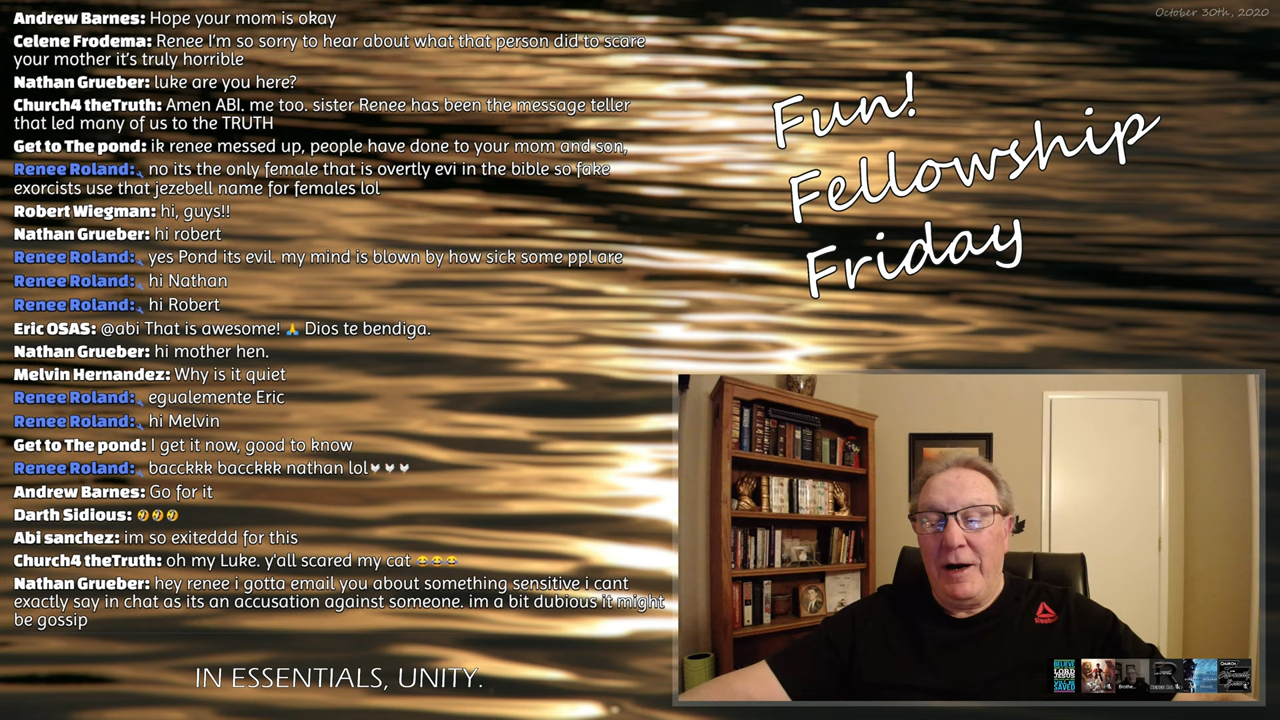 Andrew Barnes: Hope your mom is okay
Celene Frodema: Renee I'm so sorry to hear about what that person did to scare
your mother it's truly horrible
Nathan Grueber: luke are you here?
Church4 theTruth: Amen ABI. me too. sister Renee has been the message teller
that led many of us to the TRUTH
Get to The pond: ik renee messed up, people have done to your mom and son,
Renee Roland: no its the only female that is overtly evi in the bible so fake
exorcists use that jezebell name for females lol
Robert Wiegman: hi, guys!!
Nathan Grueber: hi robert
Renee Roland: yes Pond its evil. my mind is blown by how sick some ppl are
Renee Roland: hi Nathan
Renee Roland: hi Robert
Eric OSAS: @abi That is awesome! 🙏 Dios te bendiga.
Nathan Grueber: hi mother hen.
Melvin Hernandez: Why is it quiet
Renee Roland: egualemente Eric
Renee Roland: hi Melvin
Get to The pond: I get it now, good to know
Renee Roland: bacckkk bacckkk nathan lol
Andrew Barnes: Go for it
Darth Sidious: 🤣🤣🤣
Abi sanchez: im so exiteddd for this
Church4 theTruth: oh my Luke. y'all scared my cat 😂😂😂
Nathan Grueber: hey renee i gotta email you about something sensitive i cant
exactly say in chat as its an accusation against someone. im a bit dubious it might
be gossip
IN ESSENTIALS, UNITY.
October 30th, 2020
Fun!
Fellowship
Friday
Reebok
BELIEVE
LORD
JESUS
SAVED
Brothe...
CHURCH